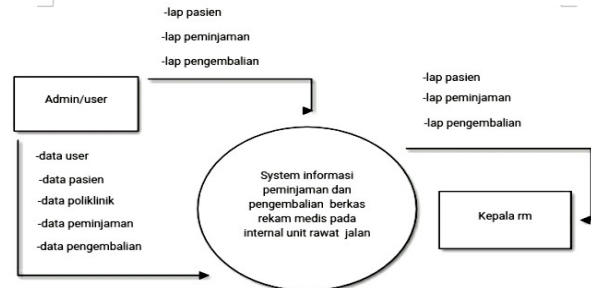 -lap pasien
-lap peminjaman
-lap pengembalian
Admin/user
-data user
-data pasien
-data poliklinik
-data peminjaman
-data pengembalian
System informasi
peminjaman dan
pengembalian berkas
rekam medis pada
internal unit rawat jalan
-lap pasien
-lap peminjaman
-lap pengembalian
Kepala rm